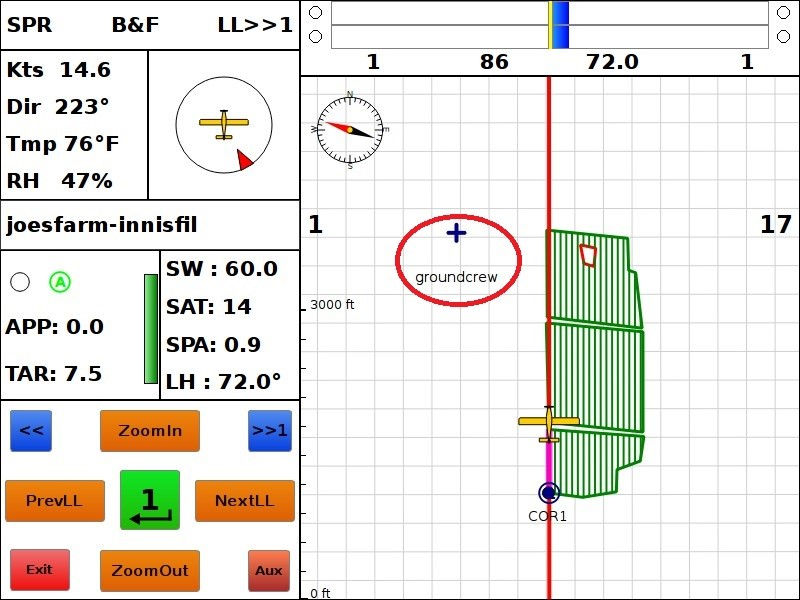 SPR B&F LL>>1
Kts 14.6
Dir 223°
Tmp 76°F
RH 47%
joesfarm-innisfil
A
APP: 0.0
TAR: 7.5
SW : 60.0
SAT: 14
SPA: 0.9
LH : 72.0°
<< ZoomIn >>1
PrevLL 1 NextLL
Exit ZoomOut Aux
1 86 72.0 1
N
W E
S
1 17
groundcrew
3000 ft
COR1
0 ft